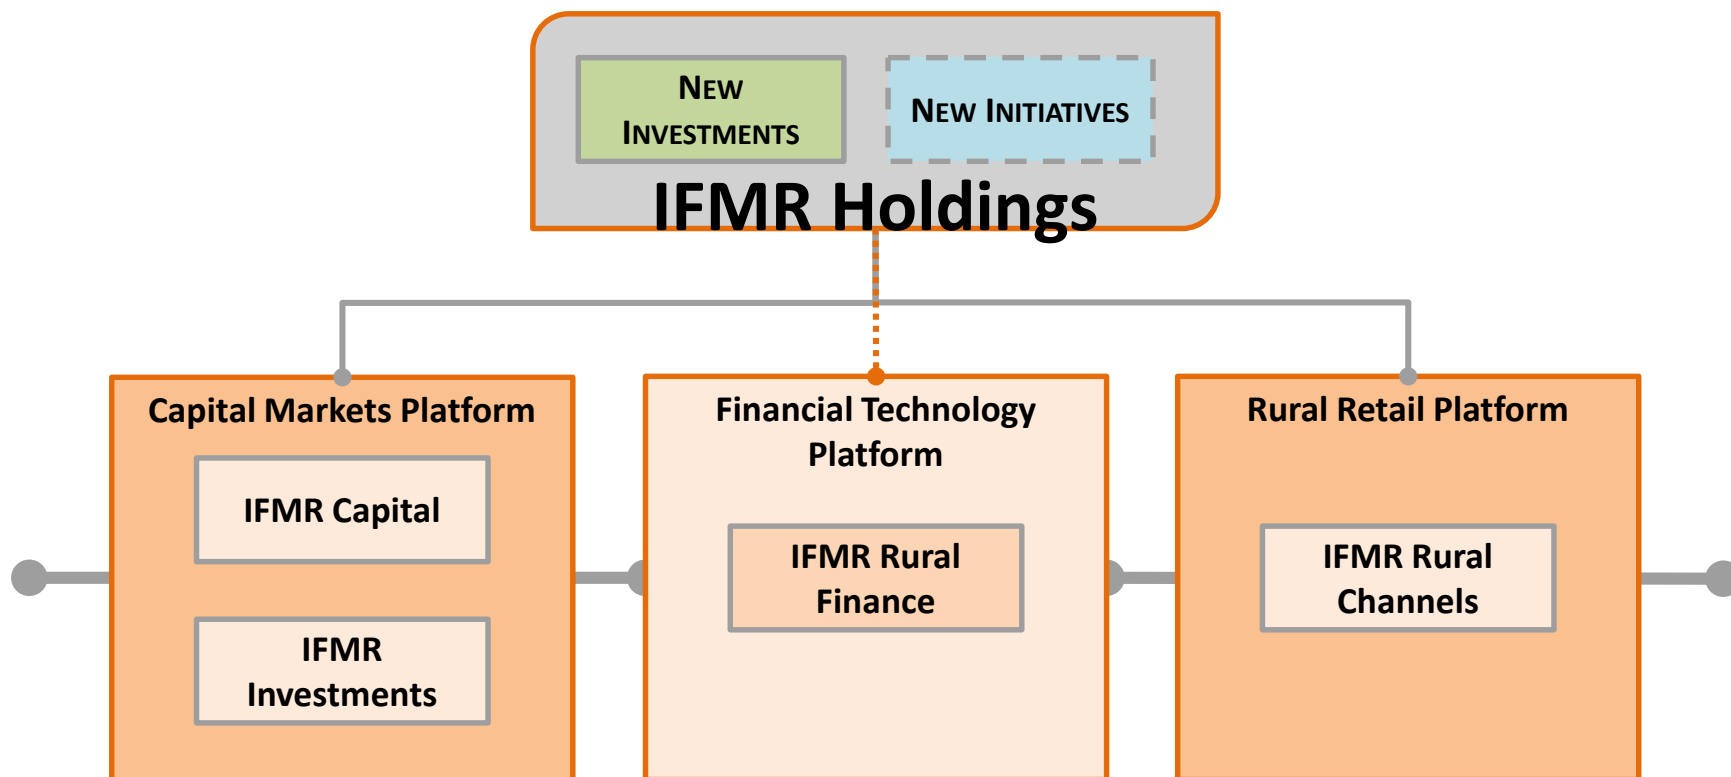 NEW
INVESTMENTS
NEW INITIATIVES
IFMR Holdings
Capital Markets Platform
IFMR Capital
IFMR
Investments
Financial Technology
Platform
IFMR Rural
Finance
Rural Retail Platform
IFMR Rural
Channels